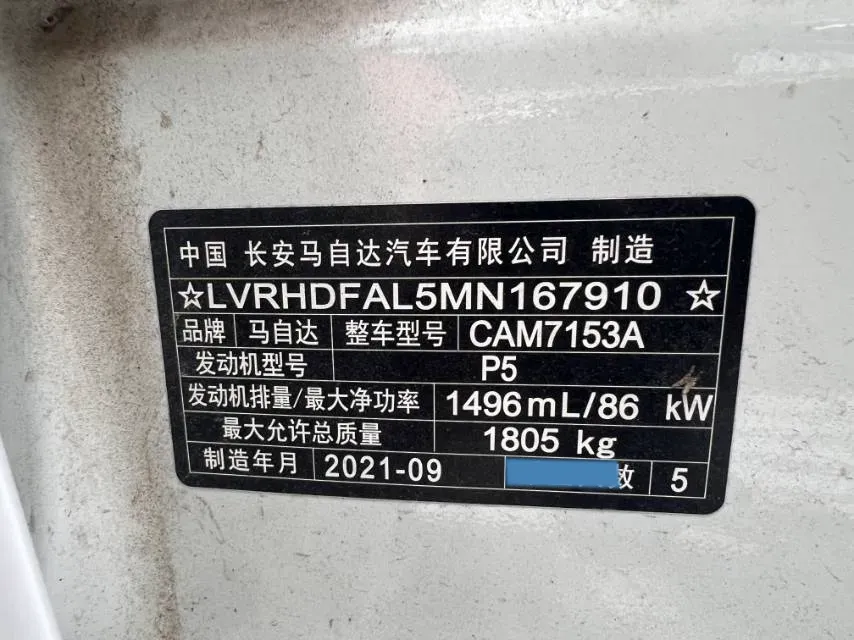 中国 长安马自达汽车有限公司 制造
☆LVRHDFAL5MN167910☆
品牌 马自达 整车型号 CAM7153A
发动机型号 P5
发动机排量/最大净功率 1496mL/86 kW
最大允许总质量 1805 kg
制造年月 2021-09 数 5